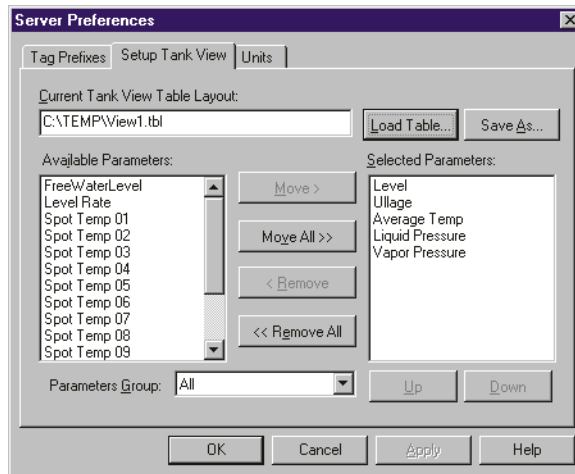 Server Preferences
Tag Prefixes
Setup Tank View
Units
Current Tank View Table Layout:
C:\TEMP\View1.tbl
Load Table...
Save As...
Available Parameters:
FreeWaterLevel
Level Rate
Spot Temp 01
Spot Temp 02
Spot Temp 03
Spot Temp 04
Spot Temp 05
Spot Temp 06
Spot Temp 07
Spot Temp 08
Spot Temp 09
Move >
Move All >>
< Remove
<< Remove All
Selected Parameters:
Level
Ullage
Average Temp
Liquid Pressure
Vapor Pressure
Parameters Group:
All
Up
Down
OK
Cancel
Apply
Help